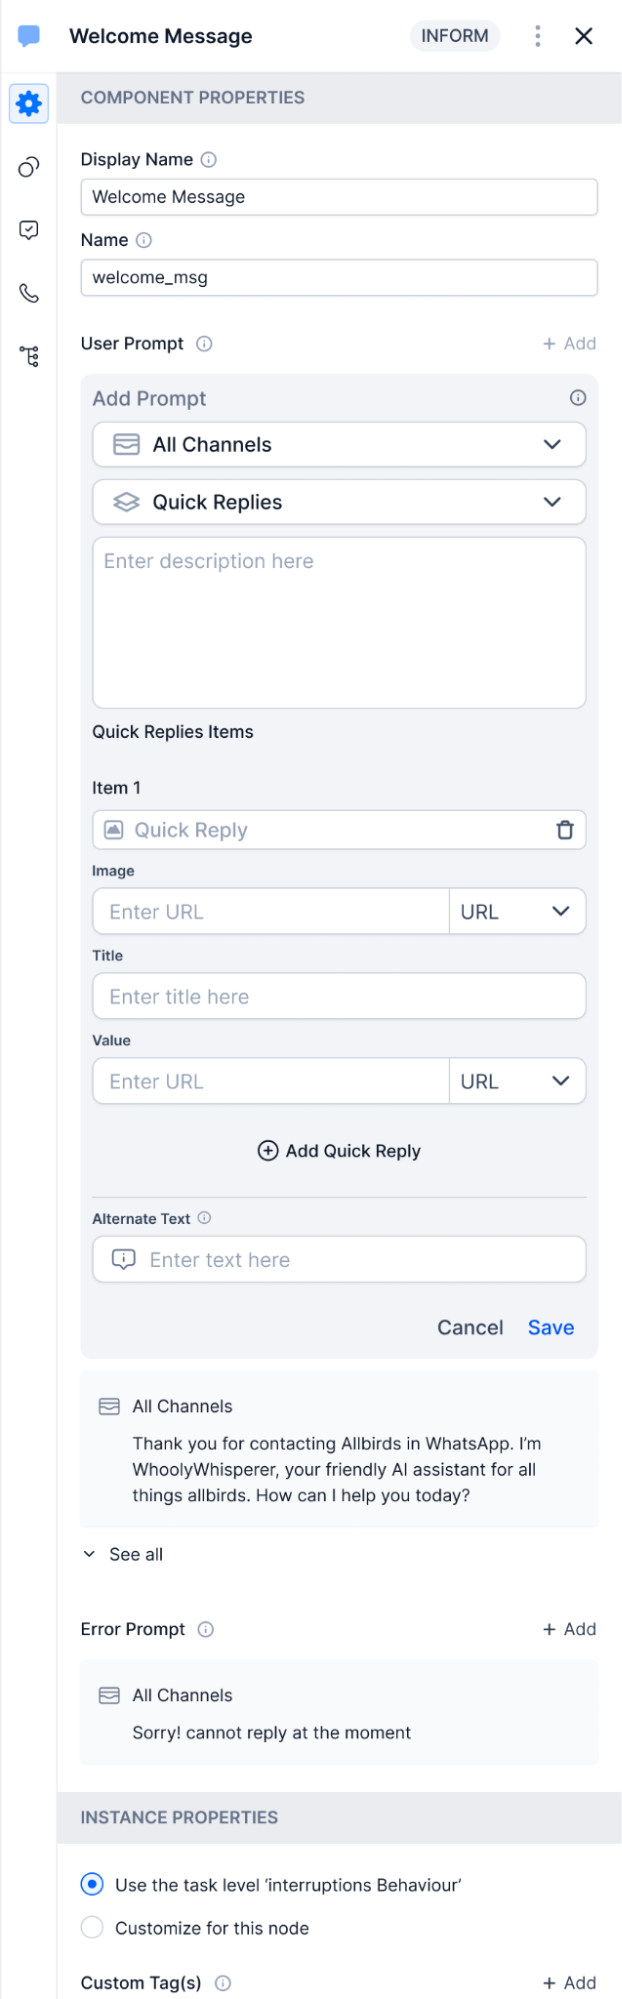 Welcome Message INFORM
COMPONENT PROPERTIES
Display Name
Welcome Message
Name
welcome_msg
User Prompt + Add
Add Prompt
All Channels
Quick Replies
Enter description here
Quick Replies Items
Item 1
Quick Reply
Image
Enter URL URL
Title
Enter title here
Value
Enter URL URL
Add Quick Reply
Alternate Text
Enter text here
Cancel Save
All Channels
Thank you for contacting Allbirds in WhatsApp. I’m
WhoolyWhisperer, your friendly AI assistant for all
things allbirds. How can I help you today?
See all
Error Prompt + Add
All Channels
Sorry! cannot reply at the moment
INSTANCE PROPERTIES
Use the task level ‘interruptions Behaviour’
Customize for this node
Custom Tag(s) + Add